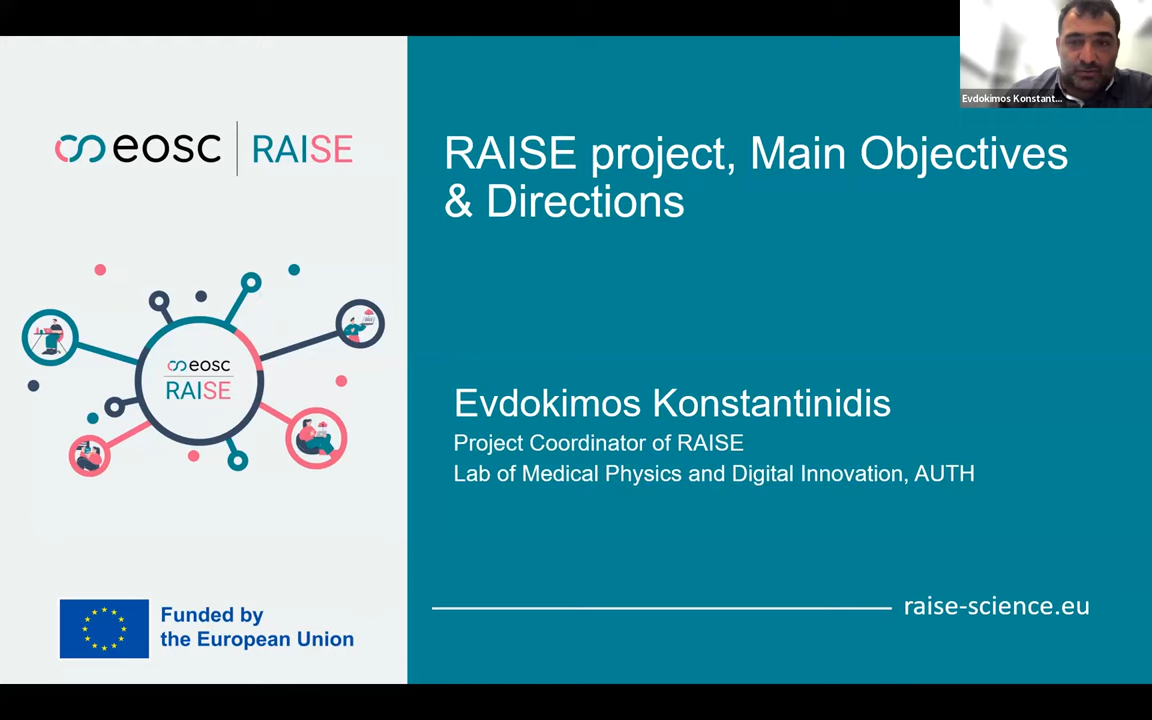 Evdokimos Konstant...
eosc | RAISE
RAISE project, Main Objectives
& Directions
eosc
RAISE
Evdokimos Konstantinidis
Project Coordinator of RAISE
Lab of Medical Physics and Digital Innovation, AUTH
Funded by
the European Union
raise-science.eu